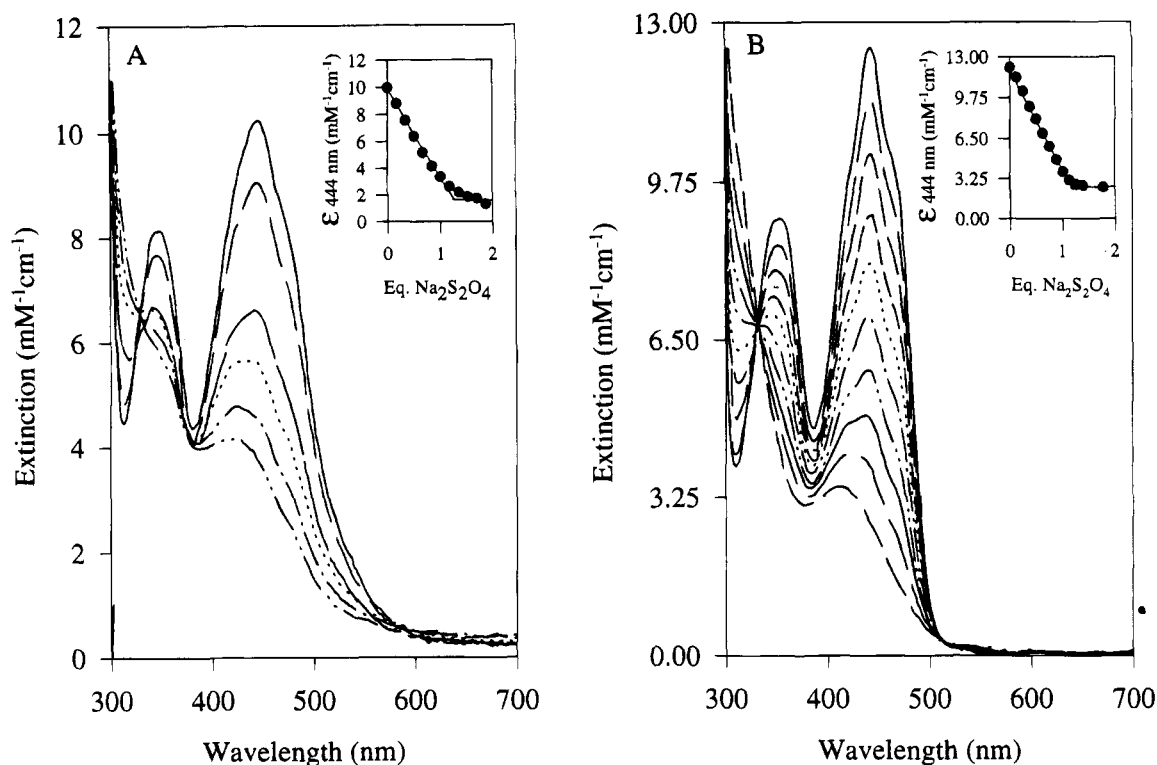 A
12
10
8
6
4
2
0
300 400 500 600 700
Extinction (mM⁻¹cm⁻¹)
Wavelength (nm)
12
10
8
6
4
2
0
0 1 2
ε 444 nm (mM⁻¹cm⁻¹)
Eq. Na₂S₂O₄
B
13.00
9.75
6.50
3.25
0.00
300 400 500 600 700
Extinction (mM⁻¹cm⁻¹)
Wavelength (nm)
13.00
9.75
6.50
3.25
0.00
0 1 2
ε 444 nm (mM⁻¹cm⁻¹)
Eq. Na₂S₂O₄